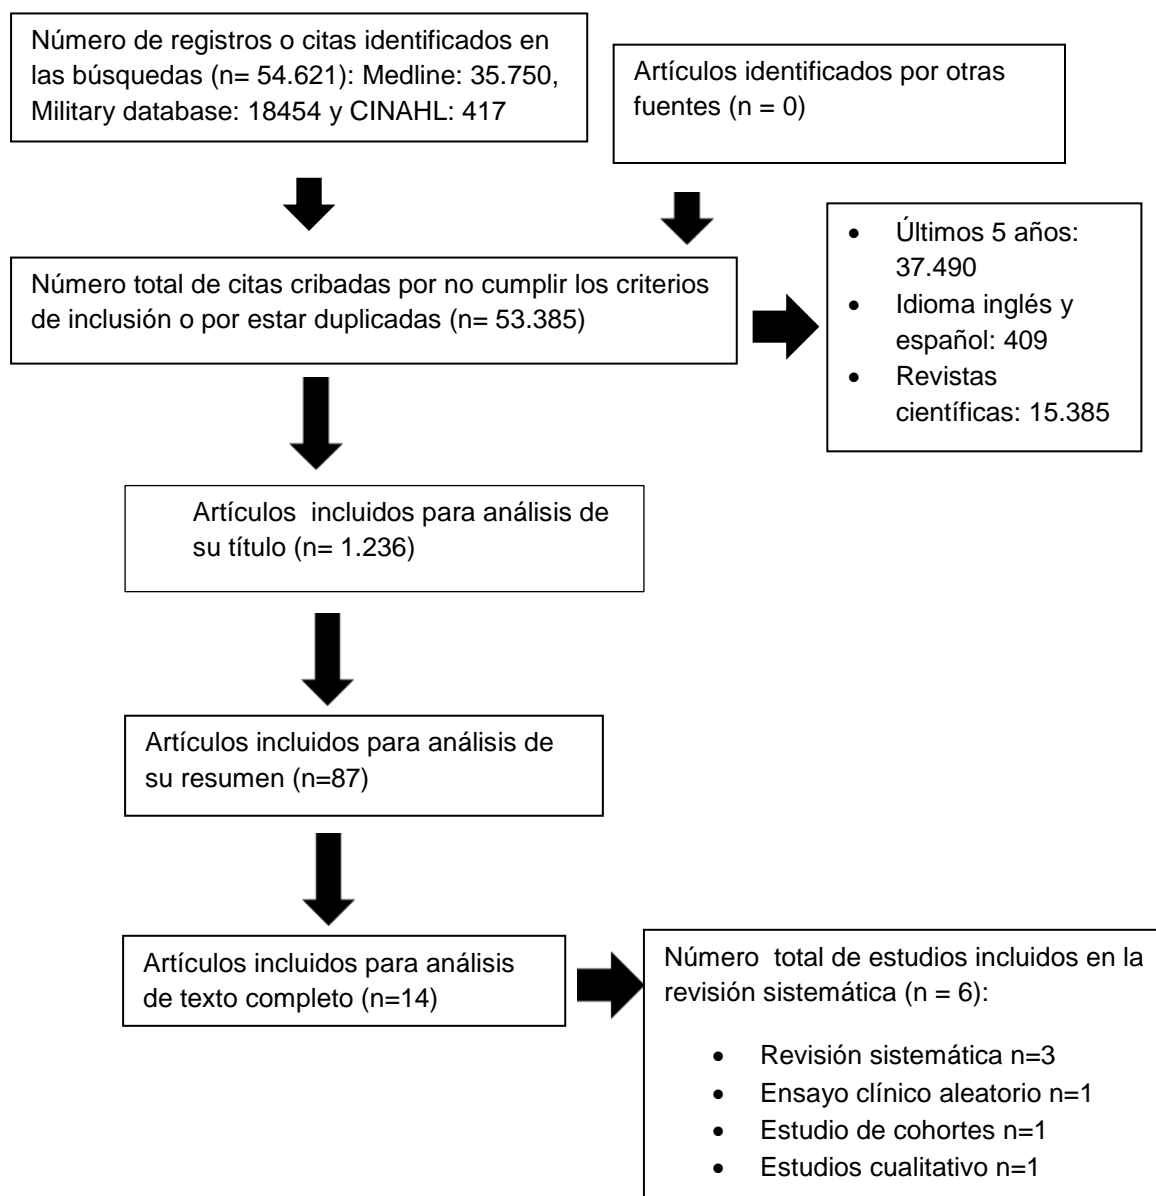 Número de registros o citas identificados en
las búsquedas (n= 54.621): Medline: 35.750,
Military database: 18454 y CINAHL: 417
Artículos identificados por otras
fuentes (n = 0)
Número total de citas cribadas por no cumplir los criterios
de inclusión o por estar duplicadas (n= 53.385)
• Últimos 5 años:
37.490
• Idioma inglés y
español: 409
• Revistas
científicas: 15.385
Artículos  incluidos para análisis de
su título (n= 1.236)
Artículos incluidos para análisis de
su resumen (n=87)
Artículos incluidos para análisis
de texto completo (n=14)
Número  total de estudios incluidos en la
revisión sistemática (n = 6):
• Revisión sistemática n=3
• Ensayo clínico aleatorio n=1
• Estudio de cohortes n=1
• Estudios cualitativo n=1